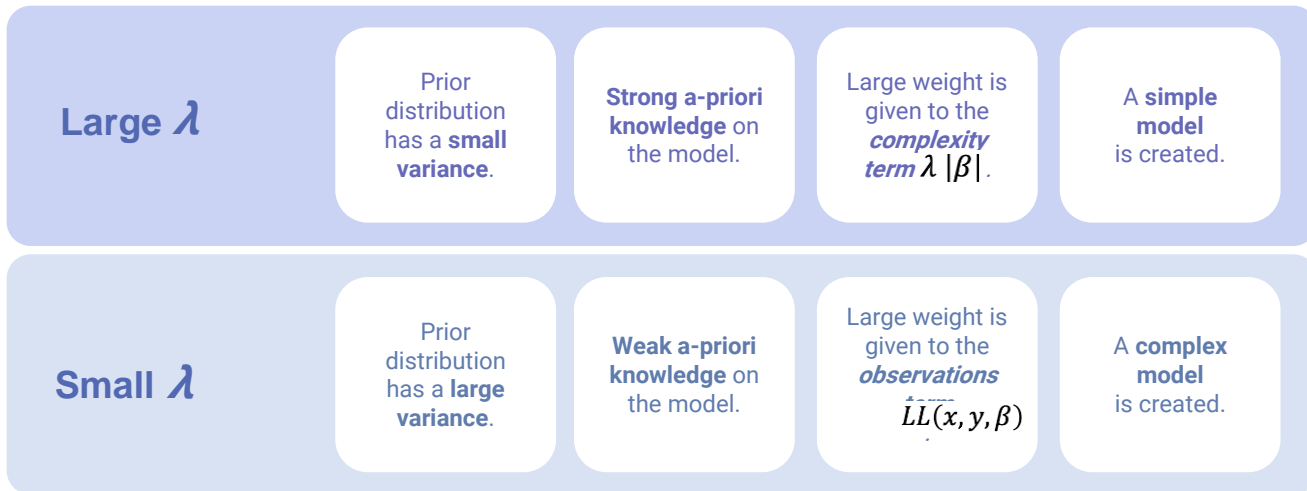 Large λ
Prior
distribution
has a small
variance.
Strong a-priori
knowledge on
the model.
Large weight is
given to the
complexity
term λ |β| .
A simple
model
is created.
Small λ
Prior
distribution
has a large
variance.
Weak a-priori
knowledge on
the model.
Large weight is
given to the
observations
LL(x, y, β)
A complex
model
is created.